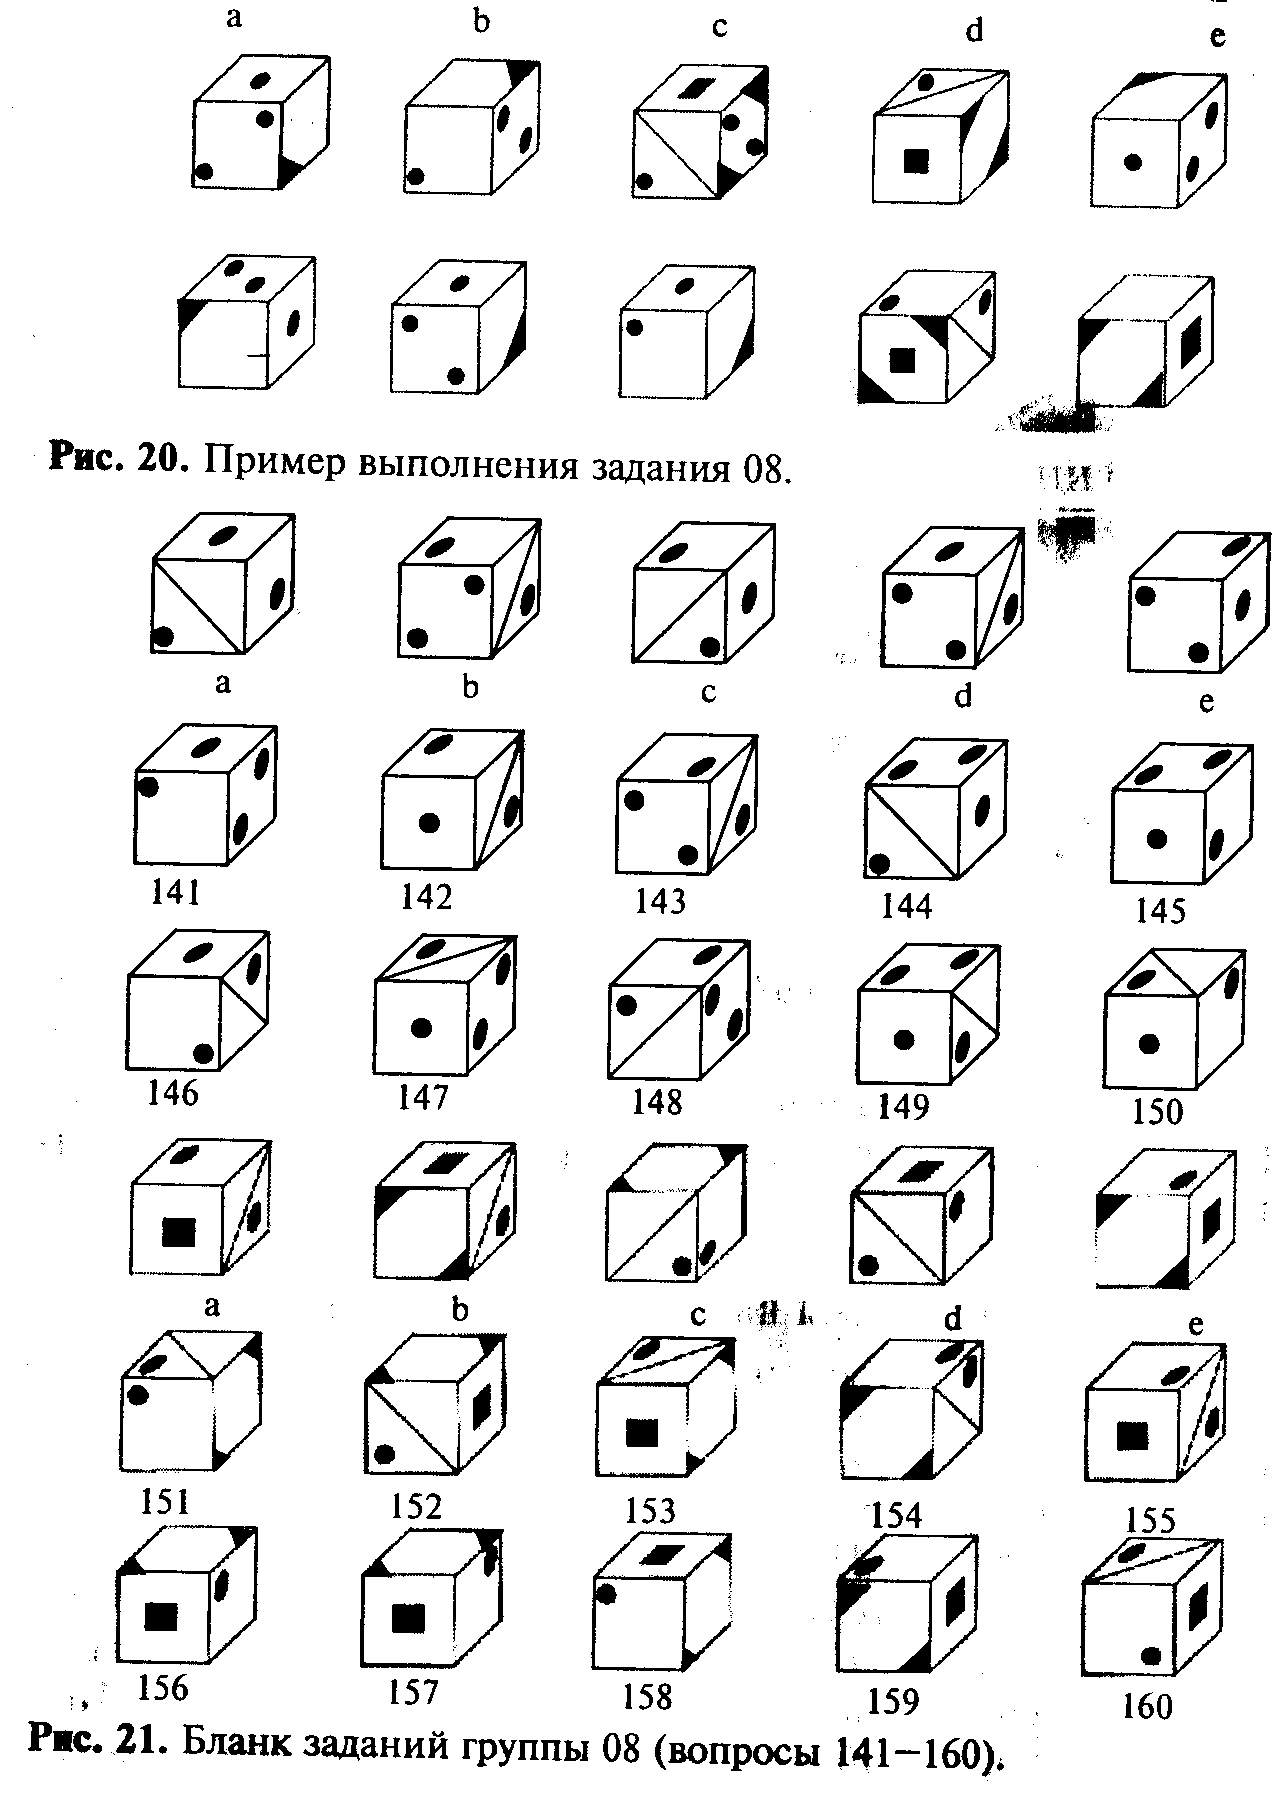 a b c d e
Рис. 20. Пример выполнения задания 08.
a b c d e
141 142 143 144 145
146 147 148 149 150
a b c d e
151 152 153 154 155
156 157 158 159 160
Рис. 21. Бланк заданий группы 08 (вопросы 141—160).